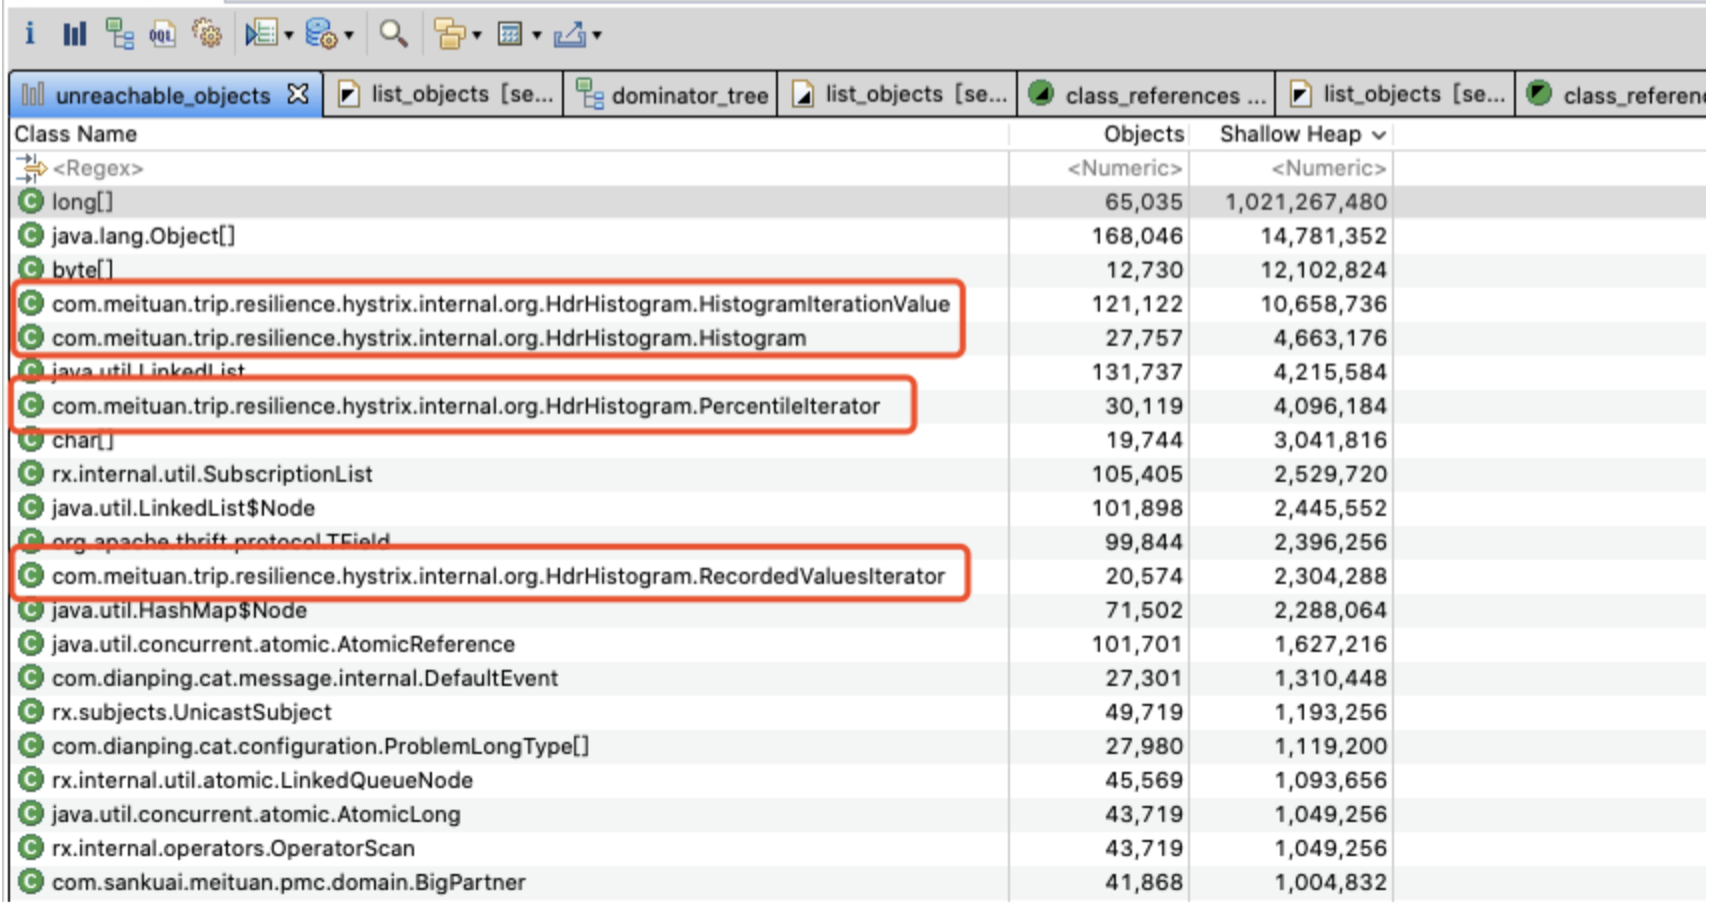 i OQL
unreachable_objects list_objects [se... dominator_tree list_objects [se... class_references ... list_objects [se... class_referen
Class Name Objects Shallow Heap
<Regex> <Numeric> <Numeric>
long[] 65,035 1,021,267,480
java.lang.Object[] 168,046 14,781,352
byte[] 12,730 12,102,824
com.meituan.trip.resilience.hystrix.internal.org.HdrHistogram.HistogramIterationValue 121,122 10,658,736
com.meituan.trip.resilience.hystrix.internal.org.HdrHistogram.Histogram 27,757 4,663,176
java.util.LinkedList 131,737 4,215,584
com.meituan.trip.resilience.hystrix.internal.org.HdrHistogram.PercentileIterator 30,119 4,096,184
char[] 19,744 3,041,816
rx.internal.util.SubscriptionList 105,405 2,529,720
java.util.LinkedList$Node 101,898 2,445,552
org.apache.thrift.protocol.TField 99,844 2,396,256
com.meituan.trip.resilience.hystrix.internal.org.HdrHistogram.RecordedValuesIterator 20,574 2,304,288
java.util.HashMap$Node 71,502 2,288,064
java.util.concurrent.atomic.AtomicReference 101,701 1,627,216
com.dianping.cat.message.internal.DefaultEvent 27,301 1,310,448
rx.subjects.UnicastSubject 49,719 1,193,256
com.dianping.cat.configuration.ProblemLongType[] 27,980 1,119,200
rx.internal.util.atomic.LinkedQueueNode 45,569 1,093,656
java.util.concurrent.atomic.AtomicLong 43,719 1,049,256
rx.internal.operators.OperatorScan 43,719 1,049,256
com.sankuai.meituan.pmc.domain.BigPartner 41,868 1,004,832